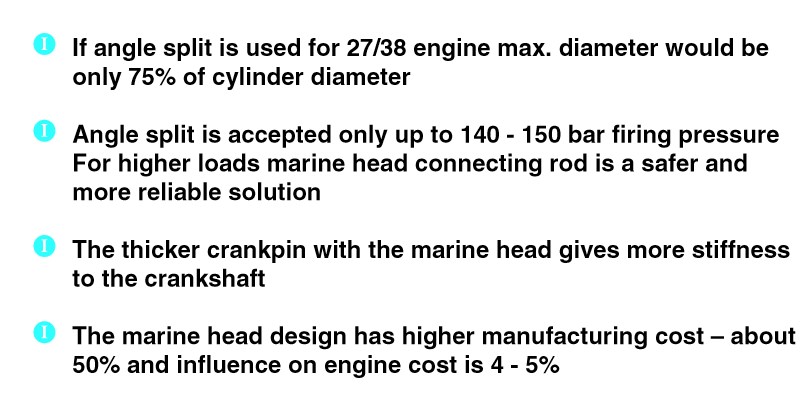 I If angle split is used for 27/38 engine max. diameter would be
only 75% of cylinder diameter
I Angle split is accepted only up to 140 - 150 bar firing pressure
For higher loads marine head connecting rod is a safer and
more reliable solution
I The thicker crankpin with the marine head gives more stiffness
to the crankshaft
I The marine head design has higher manufacturing cost – about
50% and influence on engine cost is 4 - 5%